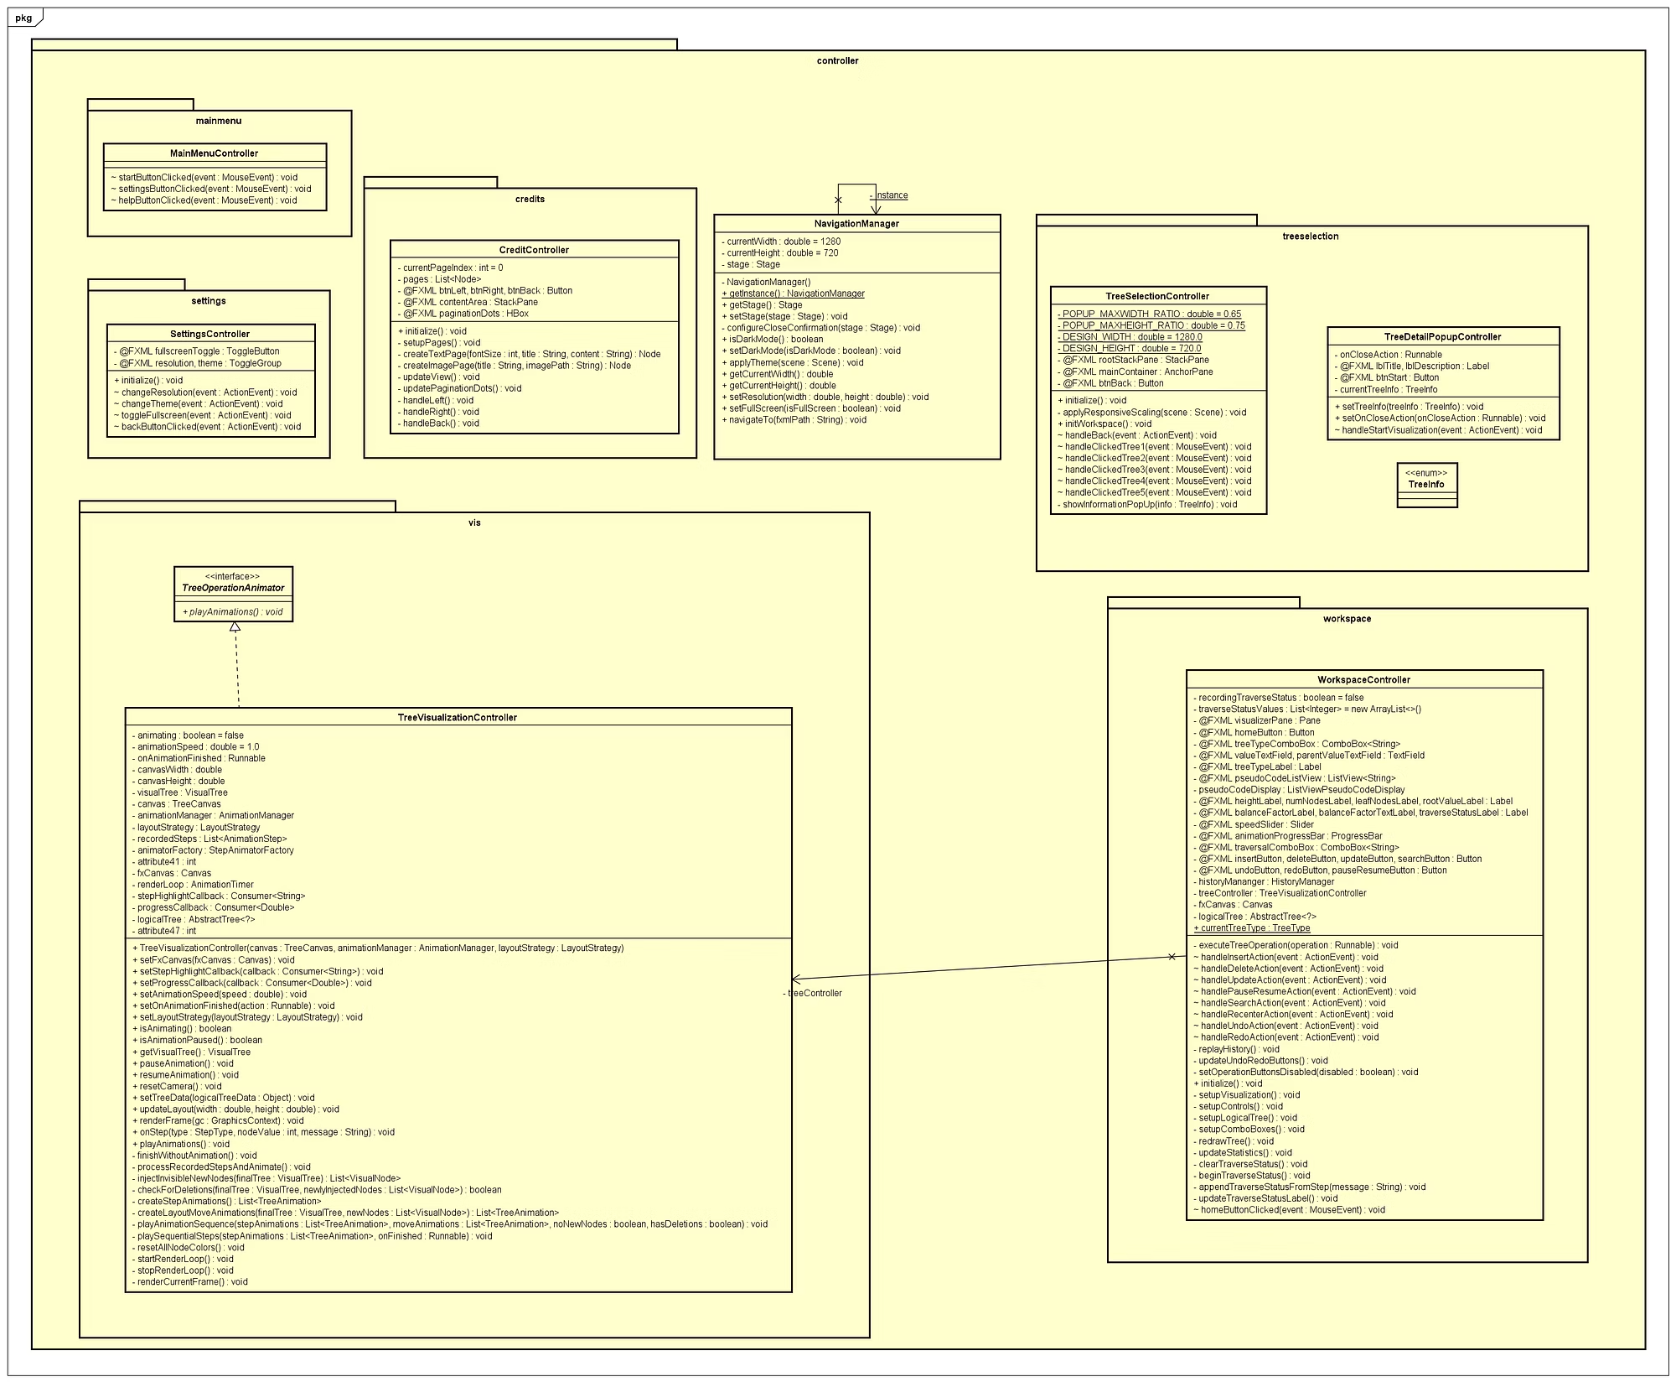 pkg
controller
mainmenu
MainMenuController
~ startButtonClicked(event : MouseEvent) : void
~ settingsButtonClicked(event : MouseEvent) : void
~ helpButtonClicked(event : MouseEvent) : void
settings
SettingsController
- @FXML fullscreenToggle : ToggleButton
- @FXML resolution, theme : ToggleGroup
+ initialize() : void
~ changeResolution(event : ActionEvent) : void
~ changeTheme(event : ActionEvent) : void
~ toggleFullscreen(event : ActionEvent) : void
~ backButtonClicked(event : ActionEvent) : void
credits
CreditController
- currentPageIndex : int = 0
- pages : List<Node>
- @FXML btnLeft, btnRight, btnBack : Button
- @FXML contentArea : StackPane
- @FXML paginationDots : HBox
+ initialize() : void
- setupPages() : void
- createTextPage(fontSize : int, title : String, content : String) : Node
- createImagePage(title : String, imagePath : String) : Node
- updateView() : void
- updatePaginationDots() : void
- handleLeft() : void
- handleRight() : void
- handleBack() : void
- instance
NavigationManager
- currentWidth : double = 1280
- currentHeight : double = 720
- stage : Stage
- NavigationManager()
+ getInstance() : NavigationManager
+ getStage() : Stage
+ setStage(stage : Stage) : void
- configureCloseConfirmation(stage : Stage) : void
+ isDarkMode() : boolean
+ setDarkMode(isDarkMode : boolean) : void
+ applyTheme(scene : Scene) : void
+ getCurrentWidth() : double
+ getCurrentHeight() : double
+ setResolution(width : double, height : double) : void
+ setFullScreen(isFullScreen : boolean) : void
+ navigateTo(fxmlPath : String) : void
treeselection
TreeSelectionController
- POPUP_MAXWIDTH_RATIO : double = 0.65
- POPUP_MAXHEIGHT_RATIO : double = 0.75
- DESIGN_WIDTH : double = 1280.0
- DESIGN_HEIGHT : double = 720.0
- @FXML rootStackPane : StackPane
- @FXML mainContainer : AnchorPane
- @FXML btnBack : Button
+ initialize() : void
- applyResponsiveScaling(scene : Scene) : void
+ initWorkspace() : void
~ handleBack(event : ActionEvent) : void
~ handleClickedTree1(event : MouseEvent) : void
~ handleClickedTree2(event : MouseEvent) : void
~ handleClickedTree3(event : MouseEvent) : void
~ handleClickedTree4(event : MouseEvent) : void
~ handleClickedTree5(event : MouseEvent) : void
- showInformationPopUp(info : TreeInfo) : void
TreeDetailPopupController
- onCloseAction : Runnable
- @FXML lblTitle, lblDescription : Label
- @FXML btnStart : Button
- currentTreeInfo : TreeInfo
+ setTreeInfo(treeInfo : TreeInfo) : void
+ setOnCloseAction(onCloseAction : Runnable) : void
~ handleStartVisualization(event : ActionEvent) : void
<<enum>>
TreeInfo
vis
<<interface>>
TreeOperationAnimator
+ playAnimations() : void
TreeVisualizationController
- animating : boolean = false
- animationSpeed : double = 1.0
- onAnimationFinished : Runnable
- canvasWidth : double
- canvasHeight : double
- visualTree : VisualTree
- canvas : TreeCanvas
- animationManager : AnimationManager
- layoutStrategy : LayoutStrategy
- recordedSteps : List<AnimationStep>
- animatorFactory : StepAnimatorFactory
- attribute41 : int
- fxCanvas : Canvas
- renderLoop : AnimationTimer
- stepHighlightCallback : Consumer<String>
- progressCallback : Consumer<Double>
- logicalTree : AbstractTree<?>
- attribute47 : int
+ TreeVisualizationController(canvas : TreeCanvas, animationManager : AnimationManager, layoutStrategy : LayoutStrategy)
+ setFxCanvas(fxCanvas : Canvas) : void
+ setStepHighlightCallback(callback : Consumer<String>) : void
+ setProgressCallback(callback : Consumer<Double>) : void
+ setAnimationSpeed(speed : double) : void
+ setOnAnimationFinished(action : Runnable) : void
+ setLayoutStrategy(layoutStrategy : LayoutStrategy) : void
+ isAnimating() : boolean
+ isAnimationPaused() : boolean
+ getVisualTree() : VisualTree
+ pauseAnimation() : void
+ resumeAnimation() : void
+ resetCamera() : void
+ setTreeData(logicalTreeData : Object) : void
+ updateLayout(width : double, height : double) : void
+ renderFrame(gc : GraphicsContext) : void
+ onStep(type : StepType, nodeValue : int, message : String) : void
+ playAnimations() : void
- finishWithoutAnimation() : void
- processRecordedStepsAndAnimate() : void
- injectInvisibleNewNodes(finalTree : VisualTree) : List<VisualNode>
- checkForDeletions(finalTree : VisualTree, newlyInjectedNodes : List<VisualNode>) : boolean
- createStepAnimations() : List<TreeAnimation>
- createLayoutMoveAnimations(finalTree : VisualTree, newNodes : List<VisualNode>) : List<TreeAnimation>
- playAnimationSequence(stepAnimations : List<TreeAnimation>, moveAnimations : List<TreeAnimation>, noNewNodes : boolean, hasDeletions : boolean) : void
- playSequentialSteps(stepAnimations : List<TreeAnimation>, onFinished : Runnable) : void
- resetAllNodeColors() : void
- startRenderLoop() : void
- stopRenderLoop() : void
- renderCurrentFrame() : void
- treeController
workspace
WorkspaceController
- recordingTraverseStatus : boolean = false
- traverseStatusValues : List<Integer> = new ArrayList<>()
- @FXML visualizerPane : Pane
- @FXML homeButton : Button
- @FXML treeTypeComboBox : ComboBox<String>
- @FXML valueTextField, parentValueTextField : TextField
- @FXML treeTypeLabel : Label
- @FXML pseudoCodeListView : ListView<String>
- pseudoCodeDisplay : ListViewPseudoCodeDisplay
- @FXML heightLabel, numNodesLabel, leafNodesLabel, rootValueLabel : Label
- @FXML balanceFactorLabel, balanceFactorTextLabel, traverseStatusLabel : Label
- @FXML speedSlider : Slider
- @FXML animationProgressBar : ProgressBar
- @FXML traversalComboBox : ComboBox<String>
- @FXML insertButton, deleteButton, updateButton, searchButton : Button
- @FXML undoButton, redoButton, pauseResumeButton : Button
- historyMananger : HistoryManager
- treeController : TreeVisualizationController
- fxCanvas : Canvas
- logicalTree : AbstractTree<?>
+ currentTreeType : TreeType
- executeTreeOperation(operation : Runnable) : void
~ handleInsertAction(event : ActionEvent) : void
~ handleDeleteAction(event : ActionEvent) : void
~ handleUpdateAction(event : ActionEvent) : void
~ handlePauseResumeAction(event : ActionEvent) : void
~ handleSearchAction(event : ActionEvent) : void
~ handleRecenterAction(event : ActionEvent) : void
~ handleUndoAction(event : ActionEvent) : void
~ handleRedoAction(event : ActionEvent) : void
- replayHistory() : void
- updateUndoRedoButtons() : void
- setOperationButtonsDisabled(disabled : boolean) : void
+ initialize() : void
- setupVisualization() : void
- setupControls() : void
- setupLogicalTree() : void
- setupComboBoxes() : void
- redrawTree() : void
- updateStatistics() : void
- clearTraverseStatus() : void
- beginTraverseStatus() : void
- appendTraverseStatusFromStep(message : String) : void
- updateTraverseStatusLabel() : void
~ homeButtonClicked(event : MouseEvent) : void